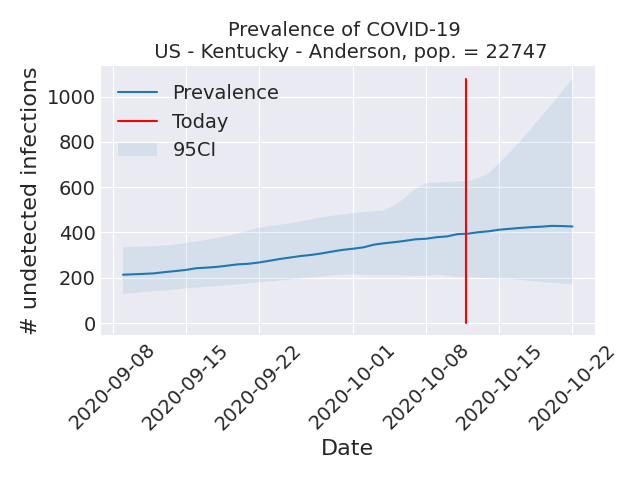 Prevalence of COVID-19
US - Kentucky - Anderson, pop. = 22747
# undetected infections
1000
800
600
400
200
0
Prevalence
Today
95CI
2020-09-08
2020-09-15
2020-09-22
2020-10-01
2020-10-08
2020-10-15
2020-10-22
Date